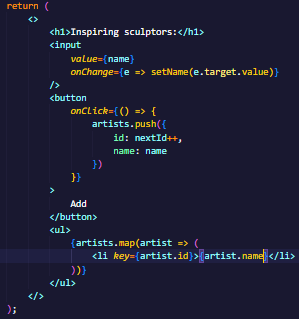 return (
<>
<h1>Inspiring sculptors:</h1>
<input
value={name}
onChange={e => setName(e.target.value)}
/>
<button
onClick={() => {
artists.push({
id: nextId++,
name: name
})
}}
>
Add
</button>
<ul>
{artists.map(artist => (
<li key={artist.id}>{artist.name}</li>
))}
</ul>
</>
);